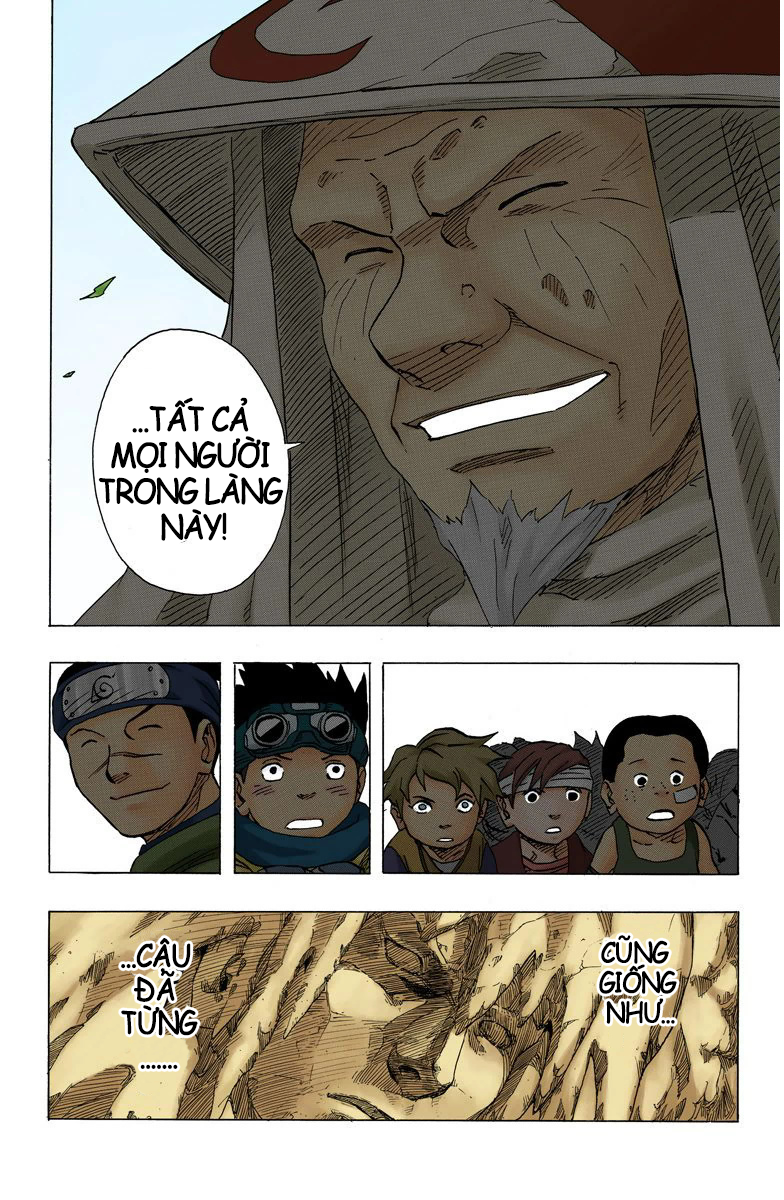 ...TẤT CẢ
MỌI NGƯỜI
TRONG LÀNG
NÀY!
CŨNG
GIỐNG
NHƯ...
...CẬU
ĐÃ
TỪNG
.......